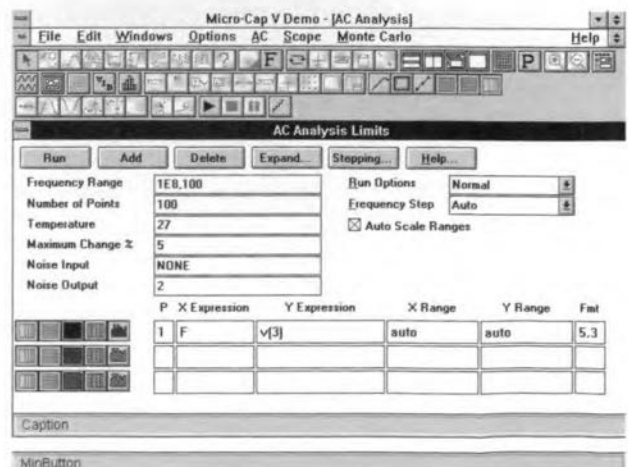 Micro-Cap V Demo - [AC Analysis]
File Edit Windows Options AC Scope Monte Carlo Help
? F P
AC Analysis Limits
Run Add Delete Expand... Stepping... Help...
Frequency Range 1E8,100 Run Options Normal
Number of Points 100 Frequency Step Auto
Temperature 27 Auto Scale Ranges
Maximum Change % 5
Noise Input NONE
Noise Output 2
P X Expression Y Expression X Range Y Range Fmt
1 F v(3) auto auto 5.3
Caption
MinButton